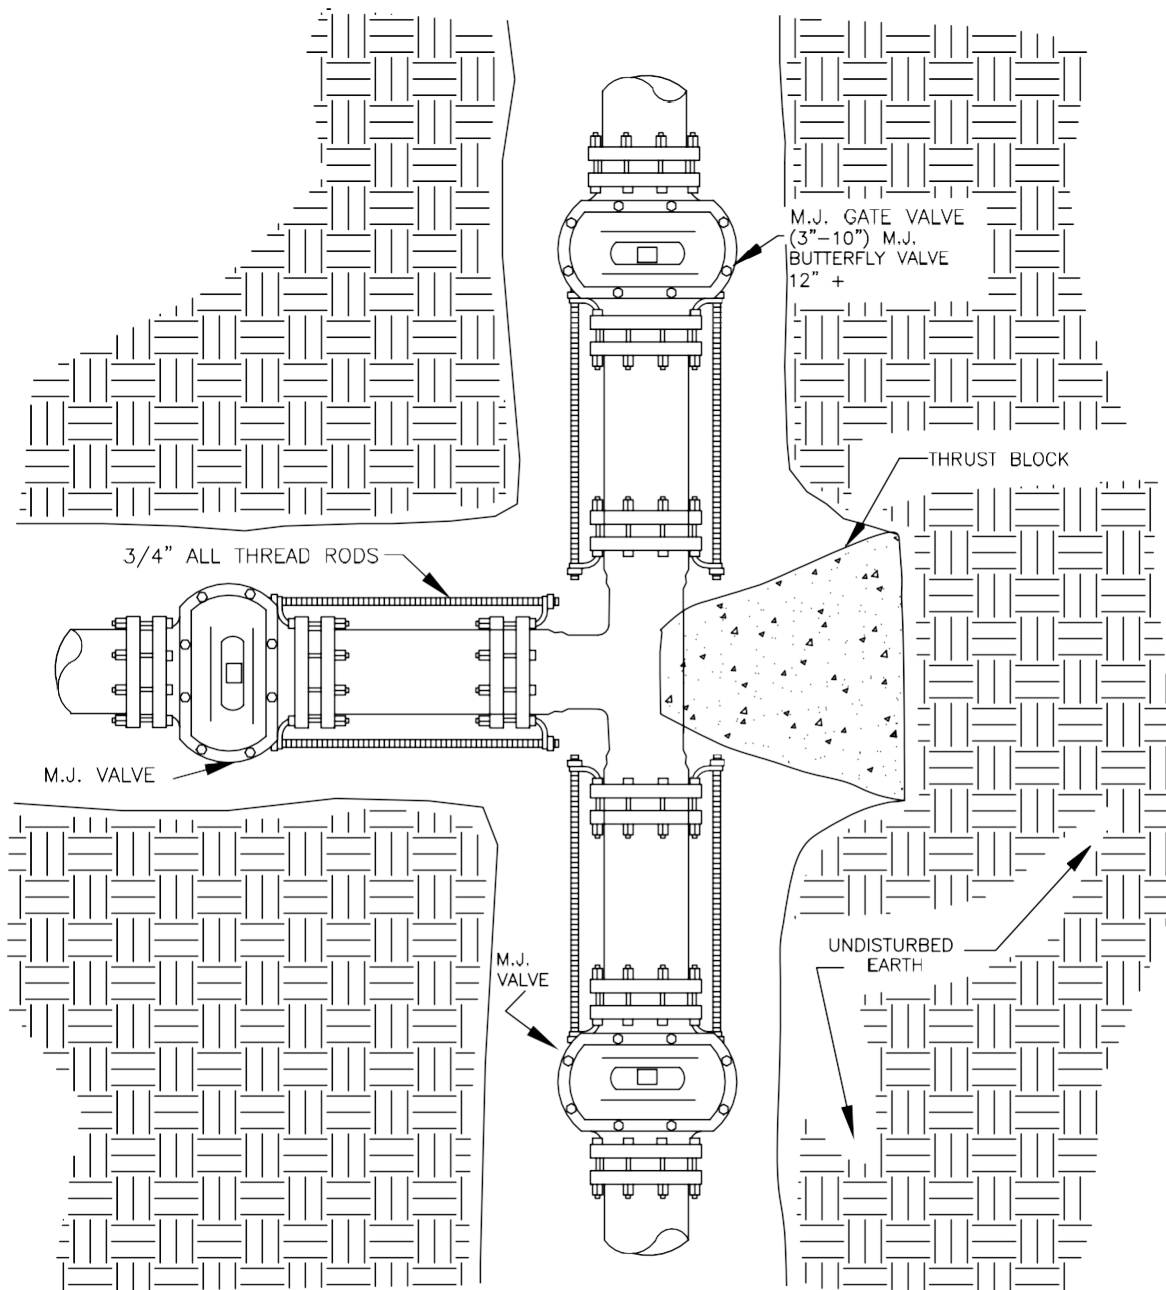 M.J. GATE VALVE
(3"-10") M.J.
BUTTERFLY VALVE
12" +
THRUST BLOCK
3/4" ALL THREAD RODS
M.J. VALVE
M.J.
VALVE
UNDISTURBED
EARTH